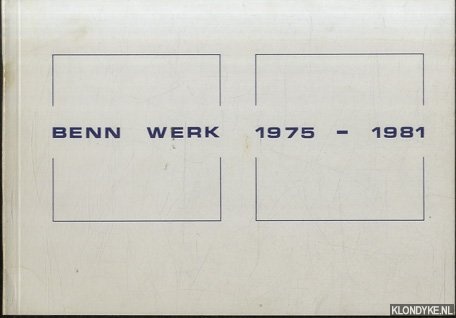 BENN WERK 1975 - 1981
KLONDYKE.NL